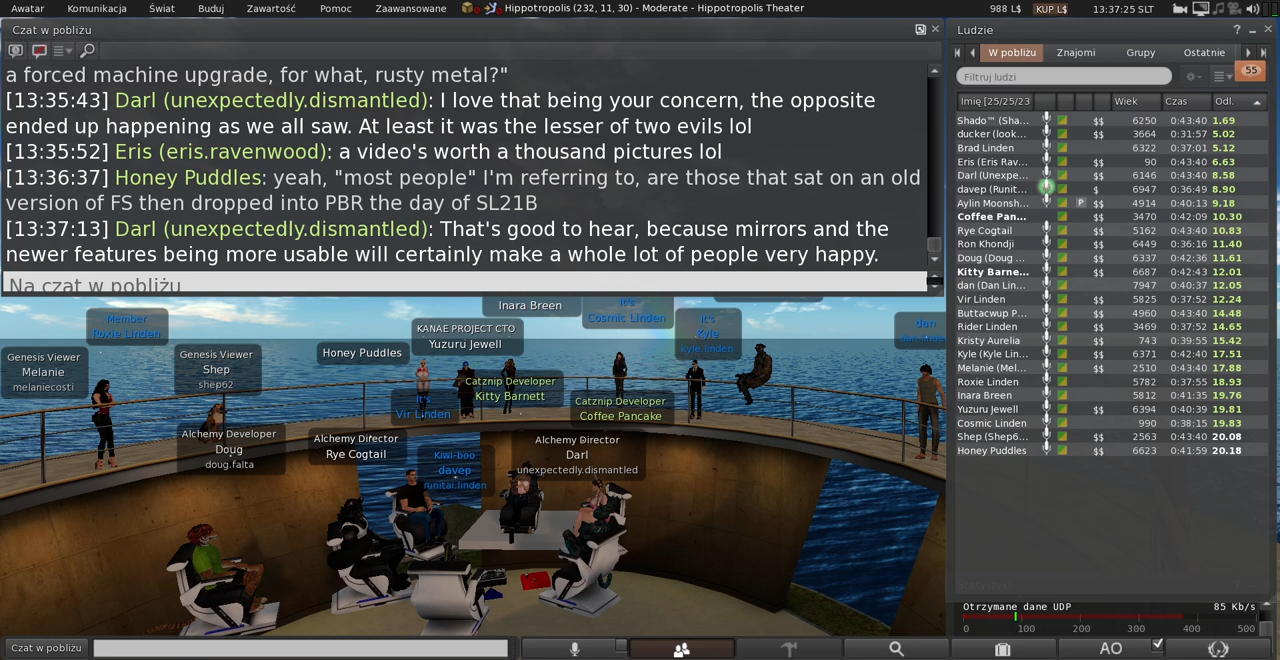 Awatar Komunikacja Świat Buduj Zawartość Pomoc Zaawansowane Hippotropolis (232, 11, 30) - Moderate - Hippotropolis Theater 988 L$ KUP L$ 13:37:25 SLT
Czat w pobliżu
a forced machine upgrade, for what, rusty metal?"
[13:35:43] Darl (unexpectedly.dismantled): I love that being your concern, the opposite
ended up happening as we all saw. At least it was the lesser of two evils lol
[13:35:52] Eris (eris.ravenwood): a video's worth a thousand pictures lol
[13:36:37] Honey Puddles: yeah, "most people" I'm referring to, are those that sat on an old
version of FS then dropped into PBR the day of SL21B
[13:37:13] Darl (unexpectedly.dismantled): That's good to hear, because mirrors and the
newer features being more usable will certainly make a whole lot of people very happy.
Na czat w pobliżu
Ludzie
W pobliżu Znajomi Grupy Ostatnie
Filtruj ludzi
55
Imię [25/25/23 Wiek Czas Odl.
Shado™ (Sha... $$ 6250 0:43:40 1.69
ducker (look... $$ 3664 0:31:57 5.02
Brad Linden 6322 0:37:01 5.12
Eris (Eris Rav... $$ 90 0:43:40 6.63
Darl (Unexpe... $$ 6146 0:43:40 8.58
davep (Runit... $ 6947 0:36:49 8.90
Aylin Moonsh... P $$ 4914 0:40:13 9.18
Coffee Pan... $$ 3470 0:42:09 10.30
Rye Cogtail $$ 5162 0:43:40 10.83
Ron Khondji $$ 6449 0:36:16 11.40
Doug (Doug ... $$ 6337 0:42:36 11.61
Kitty Barne... $$ 6687 0:42:43 12.01
dan (Dan Lin... 7947 0:40:37 12.05
Vir Linden $$ 5825 0:37:52 12.24
Buttacwup P... $$ 4960 0:43:40 14.48
Rider Linden $$ 3469 0:37:52 14.65
Kristy Aurelia $$ 743 0:39:55 15.42
Kyle (Kyle Lin... $$ 6371 0:42:40 17.51
Melanie (Mel... $$ 2510 0:43:40 17.88
Roxie Linden 5782 0:37:55 18.93
Inara Breen $$ 5812 0:41:35 19.76
Yuzuru Jewell $$ 6394 0:40:39 19.81
Cosmic Linden 990 0:38:15 19.83
Shep (Shep6... $$ 2563 0:43:40 20.08
Honey Puddles $$ 6623 0:41:59 20.18
Otrzymane dane UDP 85 Kb/s
0 100 200 300 400 500
Inara Breen
It's
Cosmic Linden
Member
Roxie Linden
KANAE PROJECT CTO
Yuzuru Jewell
It's
Kyle
kyle.linden
dan
dan.linden
Genesis Viewer
Melanie
melaniecosti
Genesis Viewer
Shep
shep62
Honey Puddles
Catznip Developer
Kitty Barnett
It's
Vir Linden
Catznip Developer
Coffee Pancake
Alchemy Developer
Doug
doug.falta
Alchemy Director
Rye Cogtail
Kiwi-boo
davep
runitai.linden
Alchemy Director
Darl
unexpectedly.dismantled
Czat w pobliżu
AO